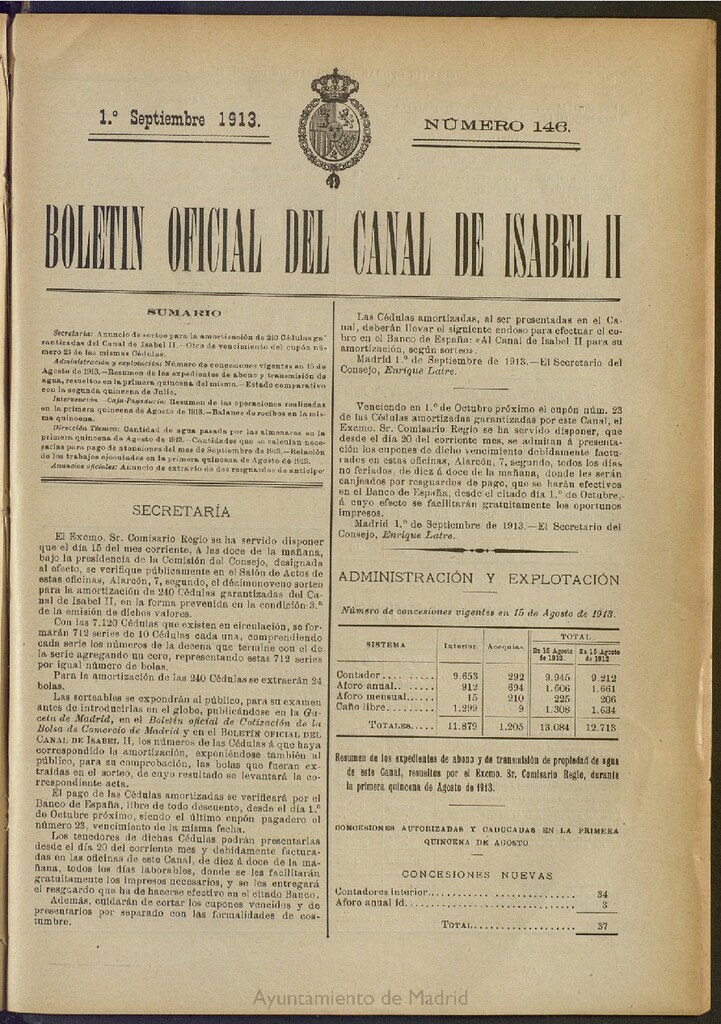 1.º Septiembre 1913.
NÚMERO 146.
BOLETIN OFICIAL DEL CANAL DE ISABEL II
SUMARIO
Secretaría: Anuncio de sorteo para la amortización de 240 Cédulas ga-
rantizadas del Canal de Isabel II.—Otro de vencimiento del cupón nú-
mero 23 de las mismas Cédulas.
Administración y explotación: Número de concesiones vigentes en 15 de
Agosto de 1913.—Resumen de los expedientes de abono y transmisión de
agua, resueltos en la primera quincena del mismo.—Estado comparativo
con la segunda quincena de Julio.
Intervención.—Caja-Pagaduría: Resumen de las operaciones realizadas
en la primera quincena de Agosto de 1913.—Balance de recibos en la mis-
ma quincena.
Dirección Técnica: Cantidad de agua pasada por las almenaras en la
primera quincena de Agosto de 1913.—Cantidades que se calculan nece-
sarias para pago de atenciones del mes de Septiembre de 1913.—Relación
de los trabajos ejecutados en la primera quincena de Agosto de 1913.
Anuncios oficiales: Anuncio de extravío de dos resguardos de anticipo
SECRETARÍA
El Excmo. Sr. Comisario Regio se ha servido disponer
que el día 15 del mes corriente, á las doce de la mañana,
bajo la presidencia de la Comisión del Consejo, designada
al efecto, se verifique públicamente en el Salón de Actos de
estas oficinas, Alarcón, 7, segundo, el décimonoveno sorteo
para la amortización de 240 Cédulas garantizadas del Ca-
nal de Isabel II, en la forma prevenida en la condición 3.ª
de la emisión de dichos valores.
Con las 7.120 Cédulas que existen en circulación, se for-
marán 712 series de 10 Cédulas cada una, comprendiendo
cada serie los números de la decena que termine con el de
la serie agregando un cero, representando estas 712 series
por igual número de bolas.
Para la amortización de las 240 Cédulas se extraerán 24
bolas.
Las sorteables se expondrán al público, para su examen
antes de introducirlas en el globo, publicándose en la Ga-
ceta de Madrid, en el Boletín oficial de Cotización de la
Bolsa de Comercio de Madrid y en el BOLETÍN OFICIAL DEL
CANAL DE ISABEL II, los números de las Cédulas á que haya
correspondido la amortización, exponiéndose también al
público, para su comprobación, las bolas que fueran ex-
traídas en el sorteo, de cuyo resultado se levantará la co-
rrespondiente acta.
El pago de las Cédulas amortizadas se verificará por el
Banco de España, libre de todo descuento, desde el día 1.º
de Octubre próximo, siendo el último cupón pagadero el
número 23, vencimiento de la misma fecha.
Los tenedores de dichas Cédulas podrán presentarlas
desde el día 20 del corriente mes y debidamente facturadas
en las oficinas de este Canal, de diez á doce de la ma-
ñana, todos los días laborables, donde se les facilitarán
gratuitamente los impresos necesarios, y se les entregará
el resguardo que ha de hacerse efectivo en el citado Banco.
Además, cuidarán de cortar los cupones vencidos y de
presentarlos por separado con las formalidades de cos-
tumbre.
Las Cédulas amortizadas, al ser presentadas en el Ca-
nal, deberán llevar el siguiente endoso para efectuar el co-
bro en el Banco de España: «Al Canal de Isabel II para su
amortización, según sorteo».
Madrid 1.º de Septiembre de 1913.—El Secretario del
Consejo, Enrique Latre.
Venciendo en 1.º de Octubre próximo el cupón núm. 23
de las Cédulas amortizadas garantizadas por este Canal, el
Excmo. Sr. Comisario Regio se ha servido disponer, que
desde el día 20 del corriente mes, se admitan á presenta-
ción los cupones de dicho vencimiento debidamente factu-
rados en estas oficinas, Alarcón, 7, segundo, todos los días
no feriados, de diez á doce de la mañana, donde les serán
canjeados por resguardos de pago, que se harán efectivos
en el Banco de España, desde el citado día 1.º de Octubre,
á cuyo efecto se facilitarán gratuitamente los oportunos
impresos.
Madrid 1.º de Septiembre de 1913.—El Secretario del
Consejo, Enrique Latre.
ADMINISTRACIÓN Y EXPLOTACIÓN
Número de concesiones vigentes en 15 de Agosto de 1913.
SISTEMA Interior. Acequias. TOTAL
En 15 Agosto de 1913. En 15 Agosto de 1912
Contador......... 9.653 292 9.945 9.212
Aforo anual...... 912 694 1.606 1.661
Aforo mensual..... 15 210 225 206
Caño libre........ 1.299 9 1.308 1.634
TOTALES..... 11.879 1.205 13.084 12.713
Resumen de los expedientes de abono y de transmisión de propiedad de agua
de este Canal, resueltos por el Excmo. Sr. Comisario Regio, durante
la primera quincena de Agosto de 1913.
CONCESIONES AUTORIZADAS Y CADUCADAS EN LA PRIMERA
QUINCENA DE AGOSTO
CONCESIONES NUEVAS
Contadores interior........................ 34
Aforo anual íd........................ 3
TOTAL.................. 37
Ayuntamiento de Madrid